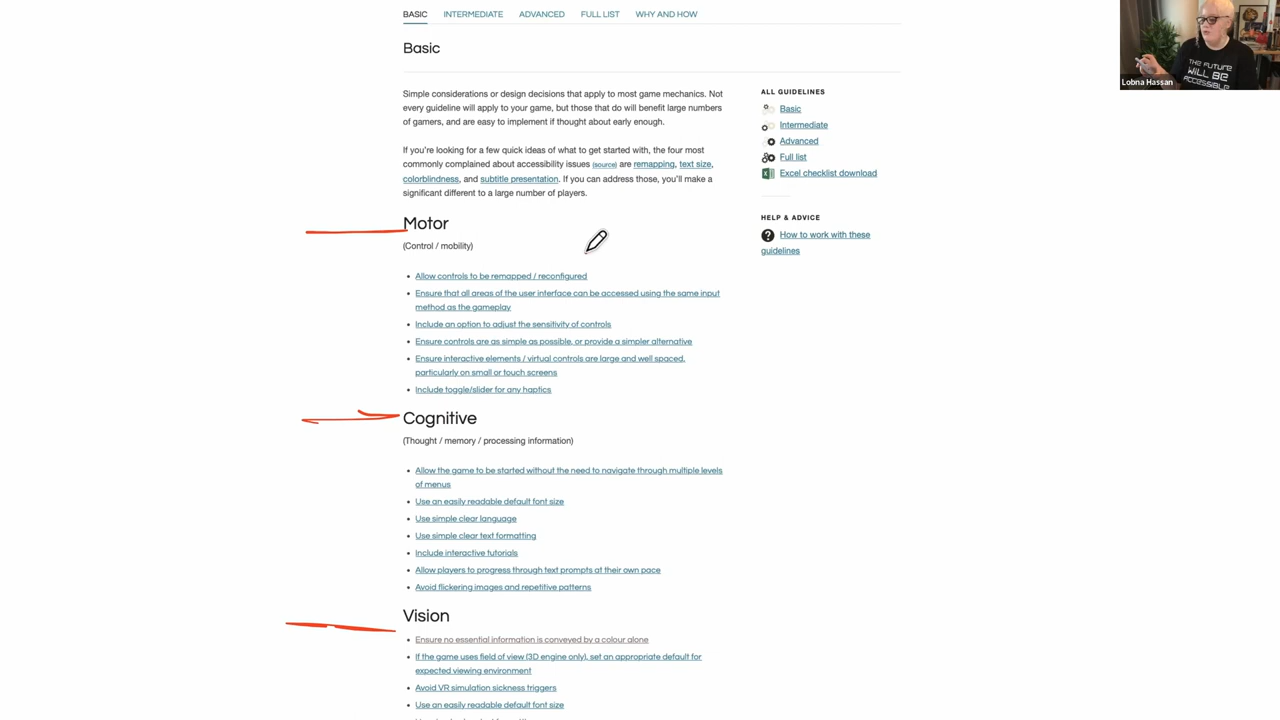 BASIC INTERMEDIATE ADVANCED FULL LIST WHY AND HOW
Basic
Simple considerations or design decisions that apply to most game mechanics. Not
every guideline will apply to your game, but those that do will benefit large numbers
of gamers, and are easy to implement if thought about early enough.
If you're looking for a few quick ideas of what to get started with, the four most
commonly complained about accessibility issues (source) are remapping, text size,
colorblindness, and subtitle presentation. If you can address those, you'll make a
significant different to a large number of players.
Motor
(Control / mobility)
• Allow controls to be remapped / reconfigured
• Ensure that all areas of the user interface can be accessed using the same input
method as the gameplay
• Include an option to adjust the sensitivity of controls
• Ensure controls are as simple as possible, or provide a simpler alternative
• Ensure interactive elements / virtual controls are large and well spaced,
particularly on small or touch screens
• Include toggle/slider for any haptics
Cognitive
(Thought / memory / processing information)
• Allow the game to be started without the need to navigate through multiple levels
of menus
• Use an easily readable default font size
• Use simple clear language
• Use simple clear text formatting
• Include interactive tutorials
• Allow players to progress through text prompts at their own pace
• Avoid flickering images and repetitive patterns
Vision
• Ensure no essential information is conveyed by a colour alone
• If the game uses field of view (3D engine only), set an appropriate default for
expected viewing environment
• Avoid VR simulation sickness triggers
• Use an easily readable default font size
ALL GUIDELINES
Basic
Intermediate
Advanced
Full list
Excel checklist download
HELP & ADVICE
How to work with these
guidelines
THE FUTURE
WILL BE
ACCESSIBLE
Lobna Hassan